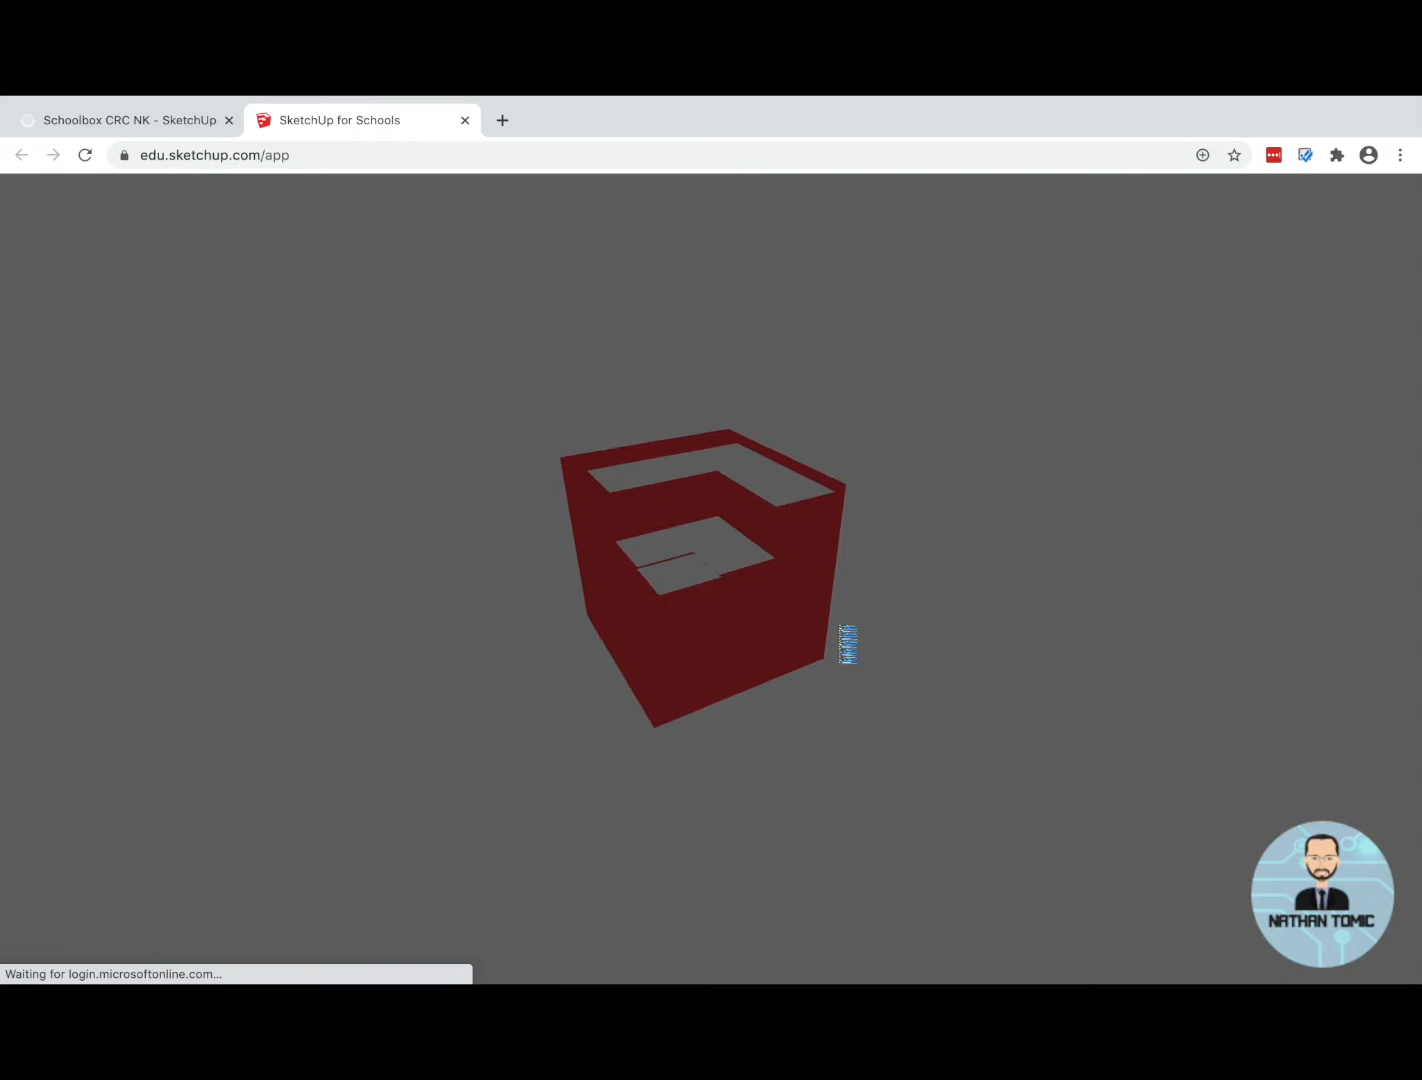 Schoolbox CRC NK - SketchUp
SketchUp for Schools
edu.sketchup.com/app
NATHAN TOMIC
Waiting for login.microsoftonline.com...